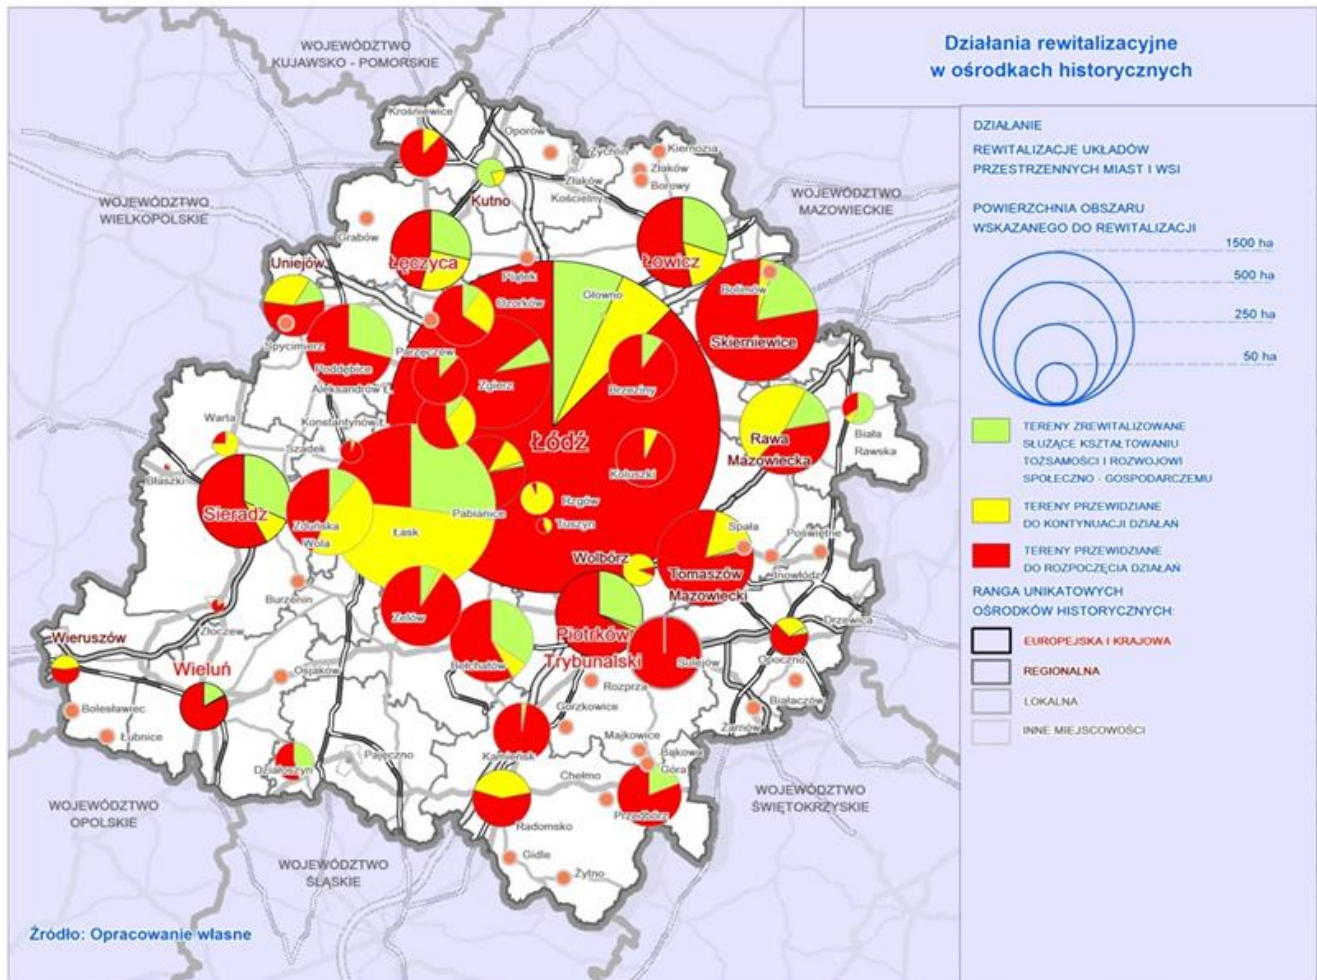 Działania rewitalizacyjne
w ośrodkach historycznych
DZIAŁANIE
REWITALIZACJE UKŁADÓW
PRZESTRZENNYCH MIAST I WSI
POWIERZCHNIA OBSZARU
WSKAZANEGO DO REWITALIZACJI
1500 ha
500 ha
250 ha
50 ha
TERENY ZREWITALIZOWANE
SŁUŻĄCE KSZTAŁTOWANIU
TOŻSAMOŚCI I ROZWOJOWI
SPOŁECZNO - GOSPODARCZEMU
TERENY PRZEWIDZIANE
DO KONTYNUACJI DZIAŁAŃ
TERENY PRZEWIDZIANE
DO ROZPOCZĘCIA DZIAŁAŃ
RANGA UNIKATOWYCH
OŚRODKÓW HISTORYCZNYCH:
EUROPEJSKA I KRAJOWA
REGIONALNA
LOKALNA
INNE MIEJSCOWOŚCI
WOJEWÓDZTWO
KUJAWSKO - POMORSKIE
WOJEWÓDZTWO
WIELKOPOLSKIE
WOJEWÓDZTWO
MAZOWIECKIE
Krośniewice
Oporów
Żychlin
Kiernozia
Złaków
Borowy
Złaków
Kościelny
Kutno
Grabów
Łęczyca
Łowicz
Uniejów
Piątek
Bolimów
Głowno
Ozorków
Spycimierz
Skierniewice
Parzęczew
Poddębice
Zgierz
Brzeziny
Aleksandrów Ł.
Warta
Konstantynów Ł.
Łódź
Rawa
Mazowiecka
Biała
Rawska
Szadek
Koluszki
Błaszki
Sieradz
Pabianice
Rzgów
Zduńska
Wola
Łask
Tuszyn
Spała
Poświętne
Wolbórz
Tomaszów
Mazowiecki
Inowłódz
Burzenin
Zelów
Złoczew
Piotrków
Trybunalski
Drzewica
Wieruszów
Bełchatów
Sulejów
Opoczno
Wieluń
Osjaków
Rozprza
Białaczów
Bolesławiec
Łubnice
Gorzkowice
Żarnów
Majkowice
Kamieńsk
Bąkowa
Góra
Działoszyn
Pajęczno
Chełmo
Przedbórz
Radomsko
Gidle
Żytno
WOJEWÓDZTWO
OPOLSKIE
WOJEWÓDZTWO
ŚLĄSKIE
WOJEWÓDZTWO
ŚWIĘTOKRZYSKIE
Źródło: Opracowanie własne